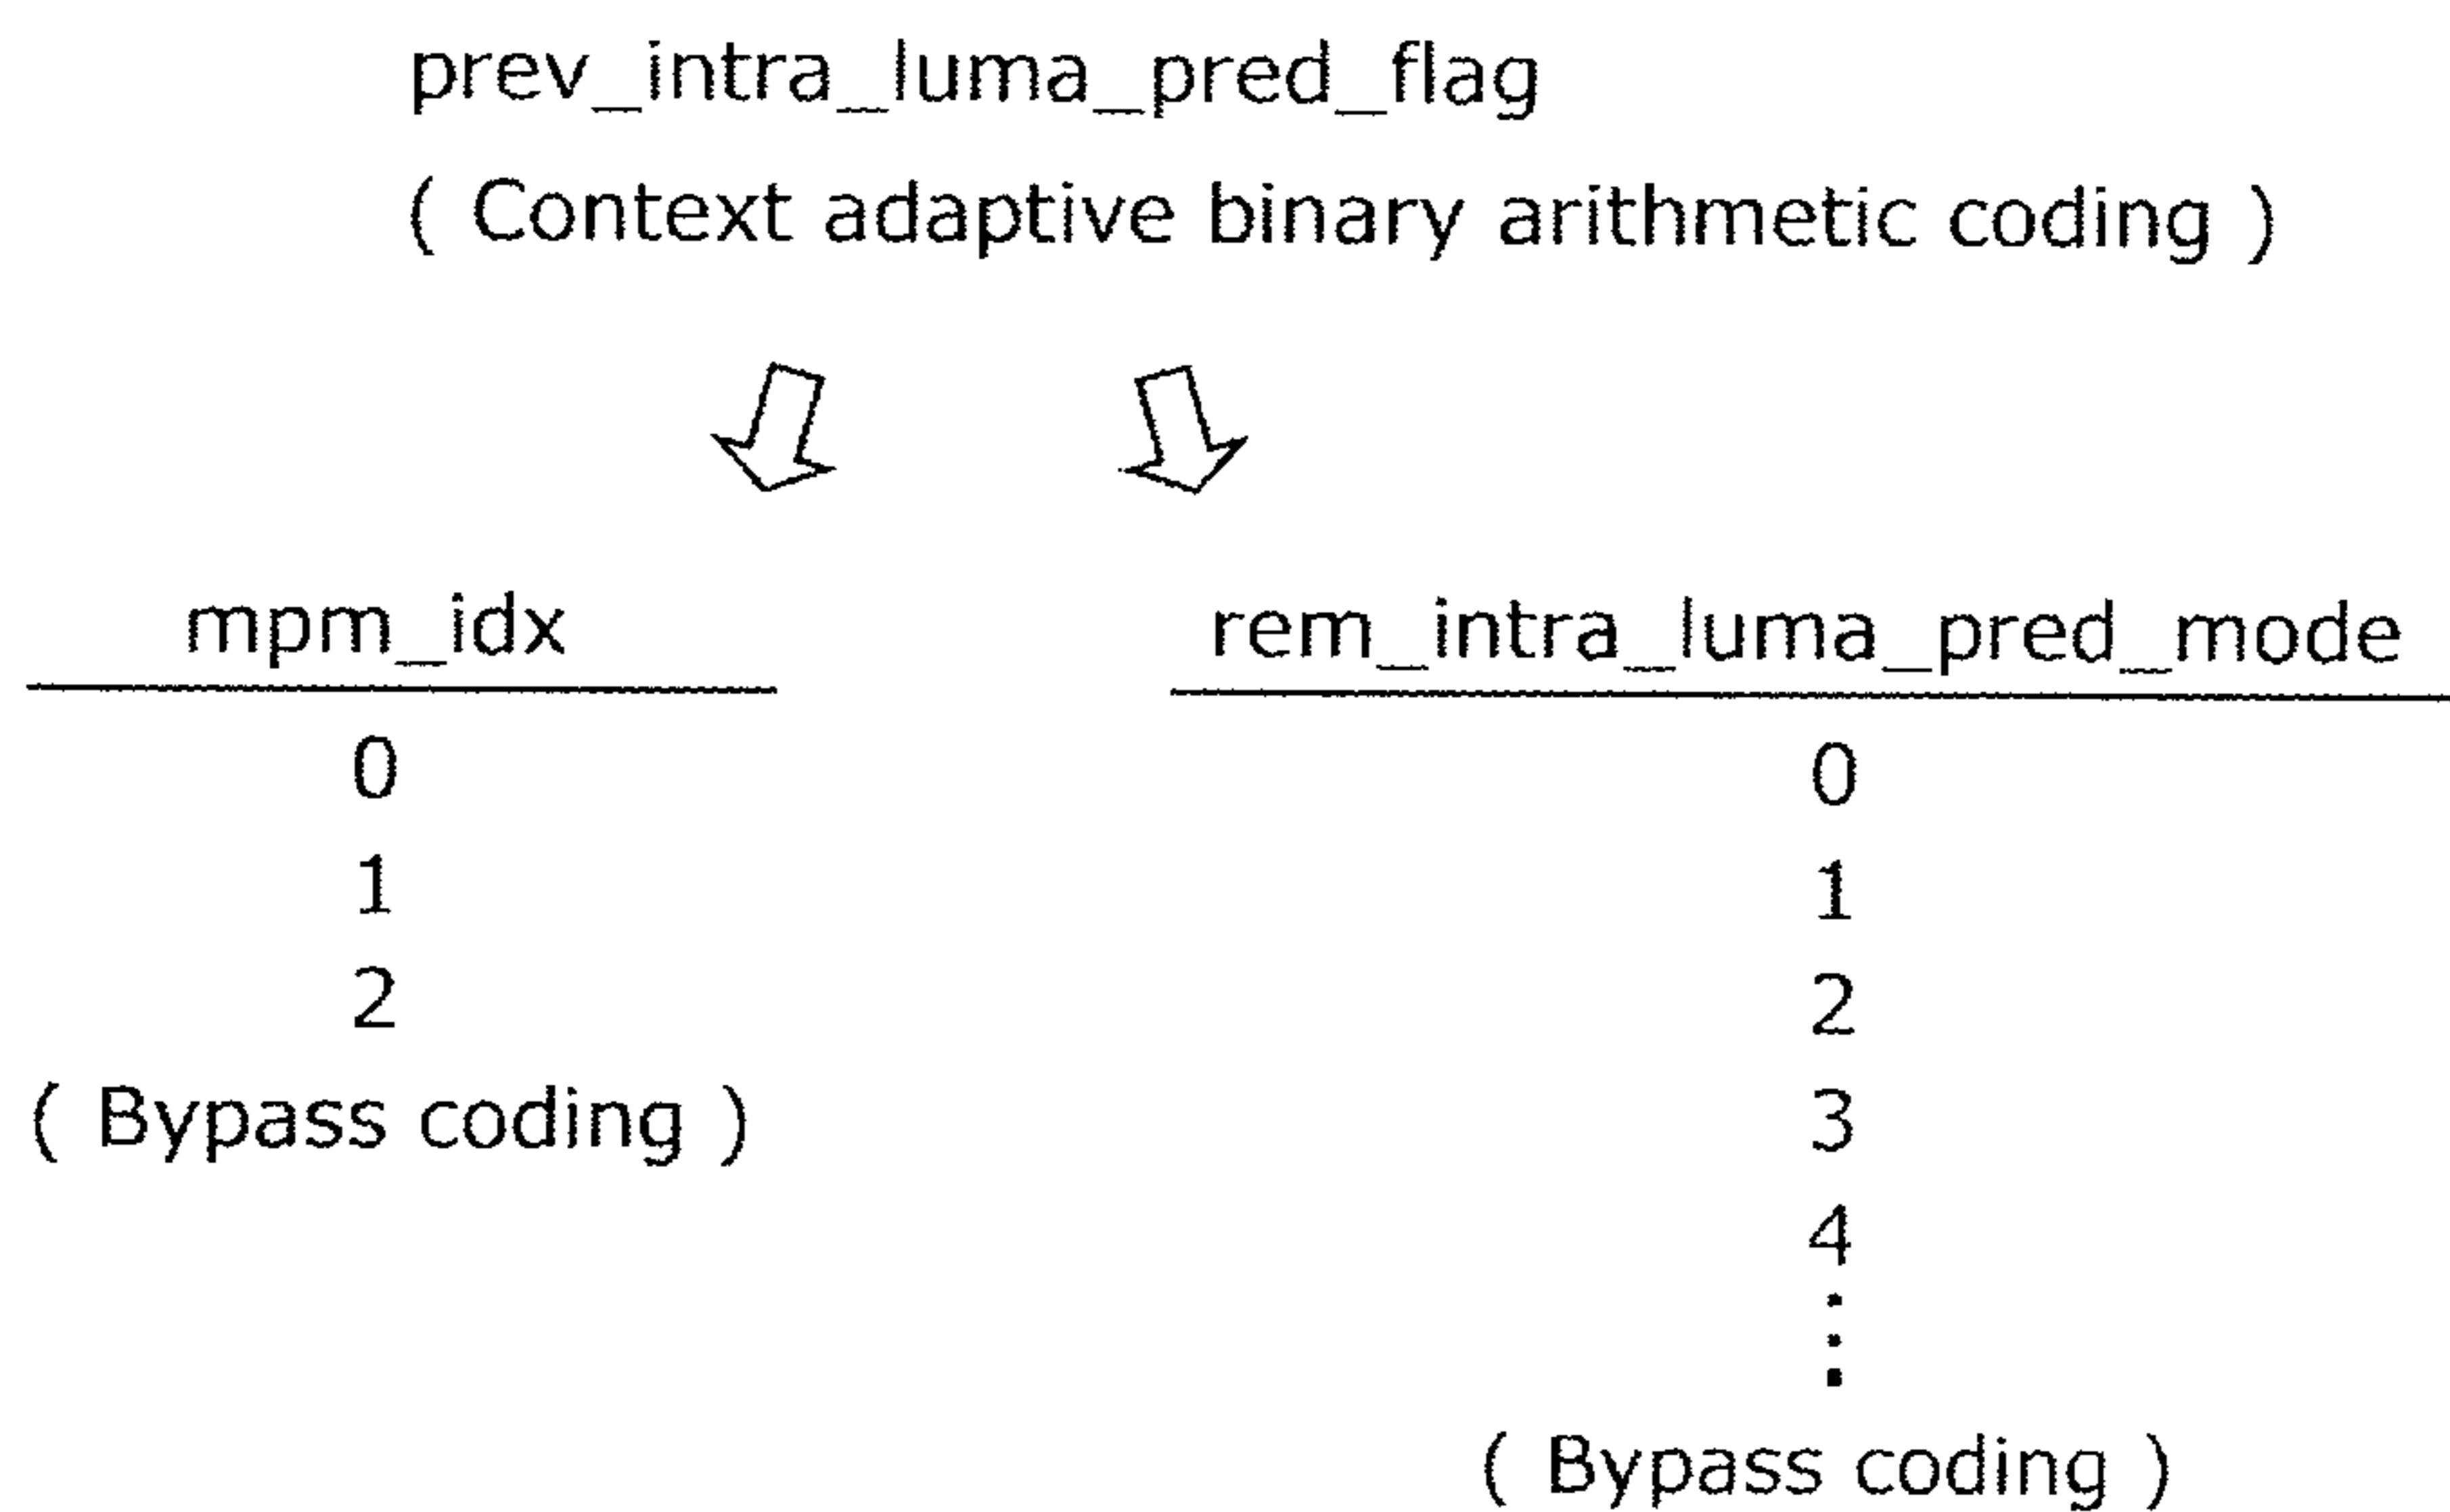 prev_intra_luma_pred_flag
( Context adaptive binary arithmetic coding )
mpm_idx
0
1
2
( Bypass coding )
rem_intra_luma_pred_mode
0
1
2
3
4
⋮
( Bypass coding )